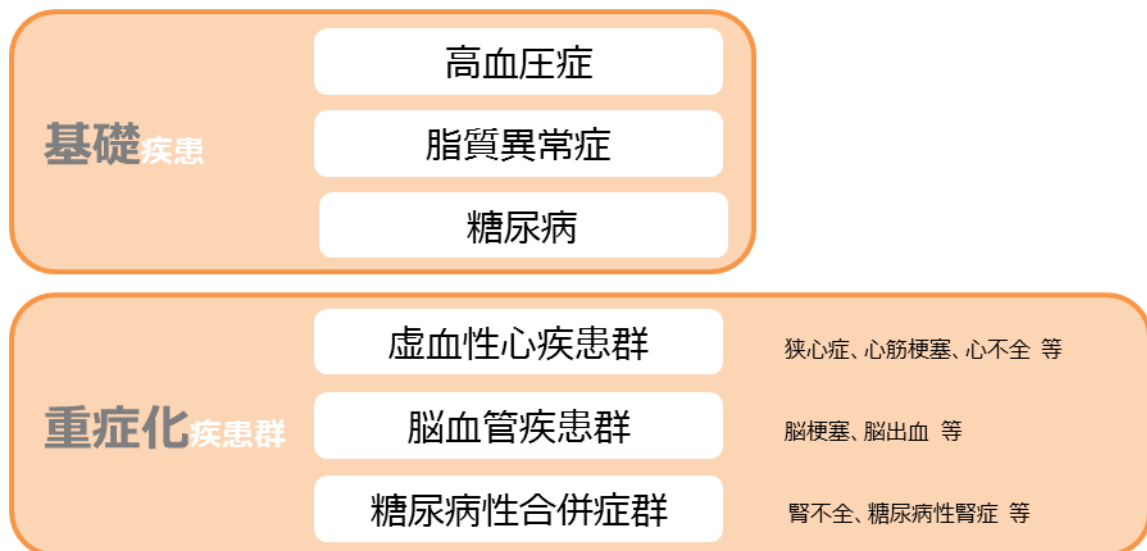 高血圧症
基礎疾患
脂質異常症
糖尿病
虚血性心疾患群
狭心症、心筋梗塞、心不全 等
重症化疾患群
脳血管疾患群
脳梗塞、脳出血 等
糖尿病性合併症群
腎不全、糖尿病性腎症 等